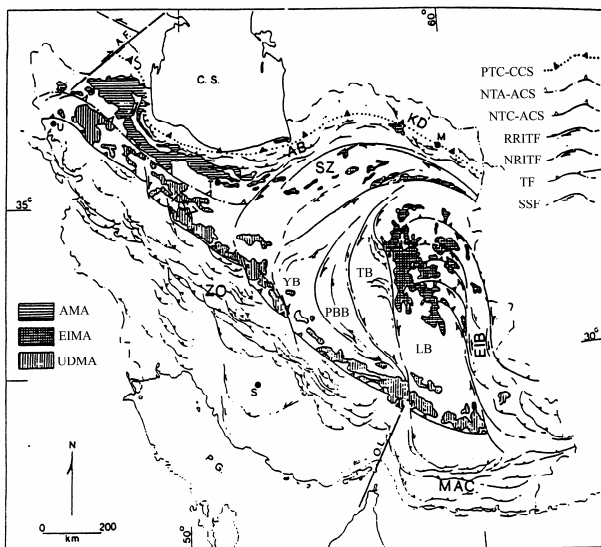 60
A.F.
C. S.
PTC-CCS
NTA-ACS
NTC-ACS
RRITF
NRITF
TF
SSF
KD
M
AB
SZ
U
35°
ZO
YB
TB
PBB
LB
EIB
30°
AMA
EIMA
UDMA
S
P.G.
O.L.
MAC
N
0 200
km
50